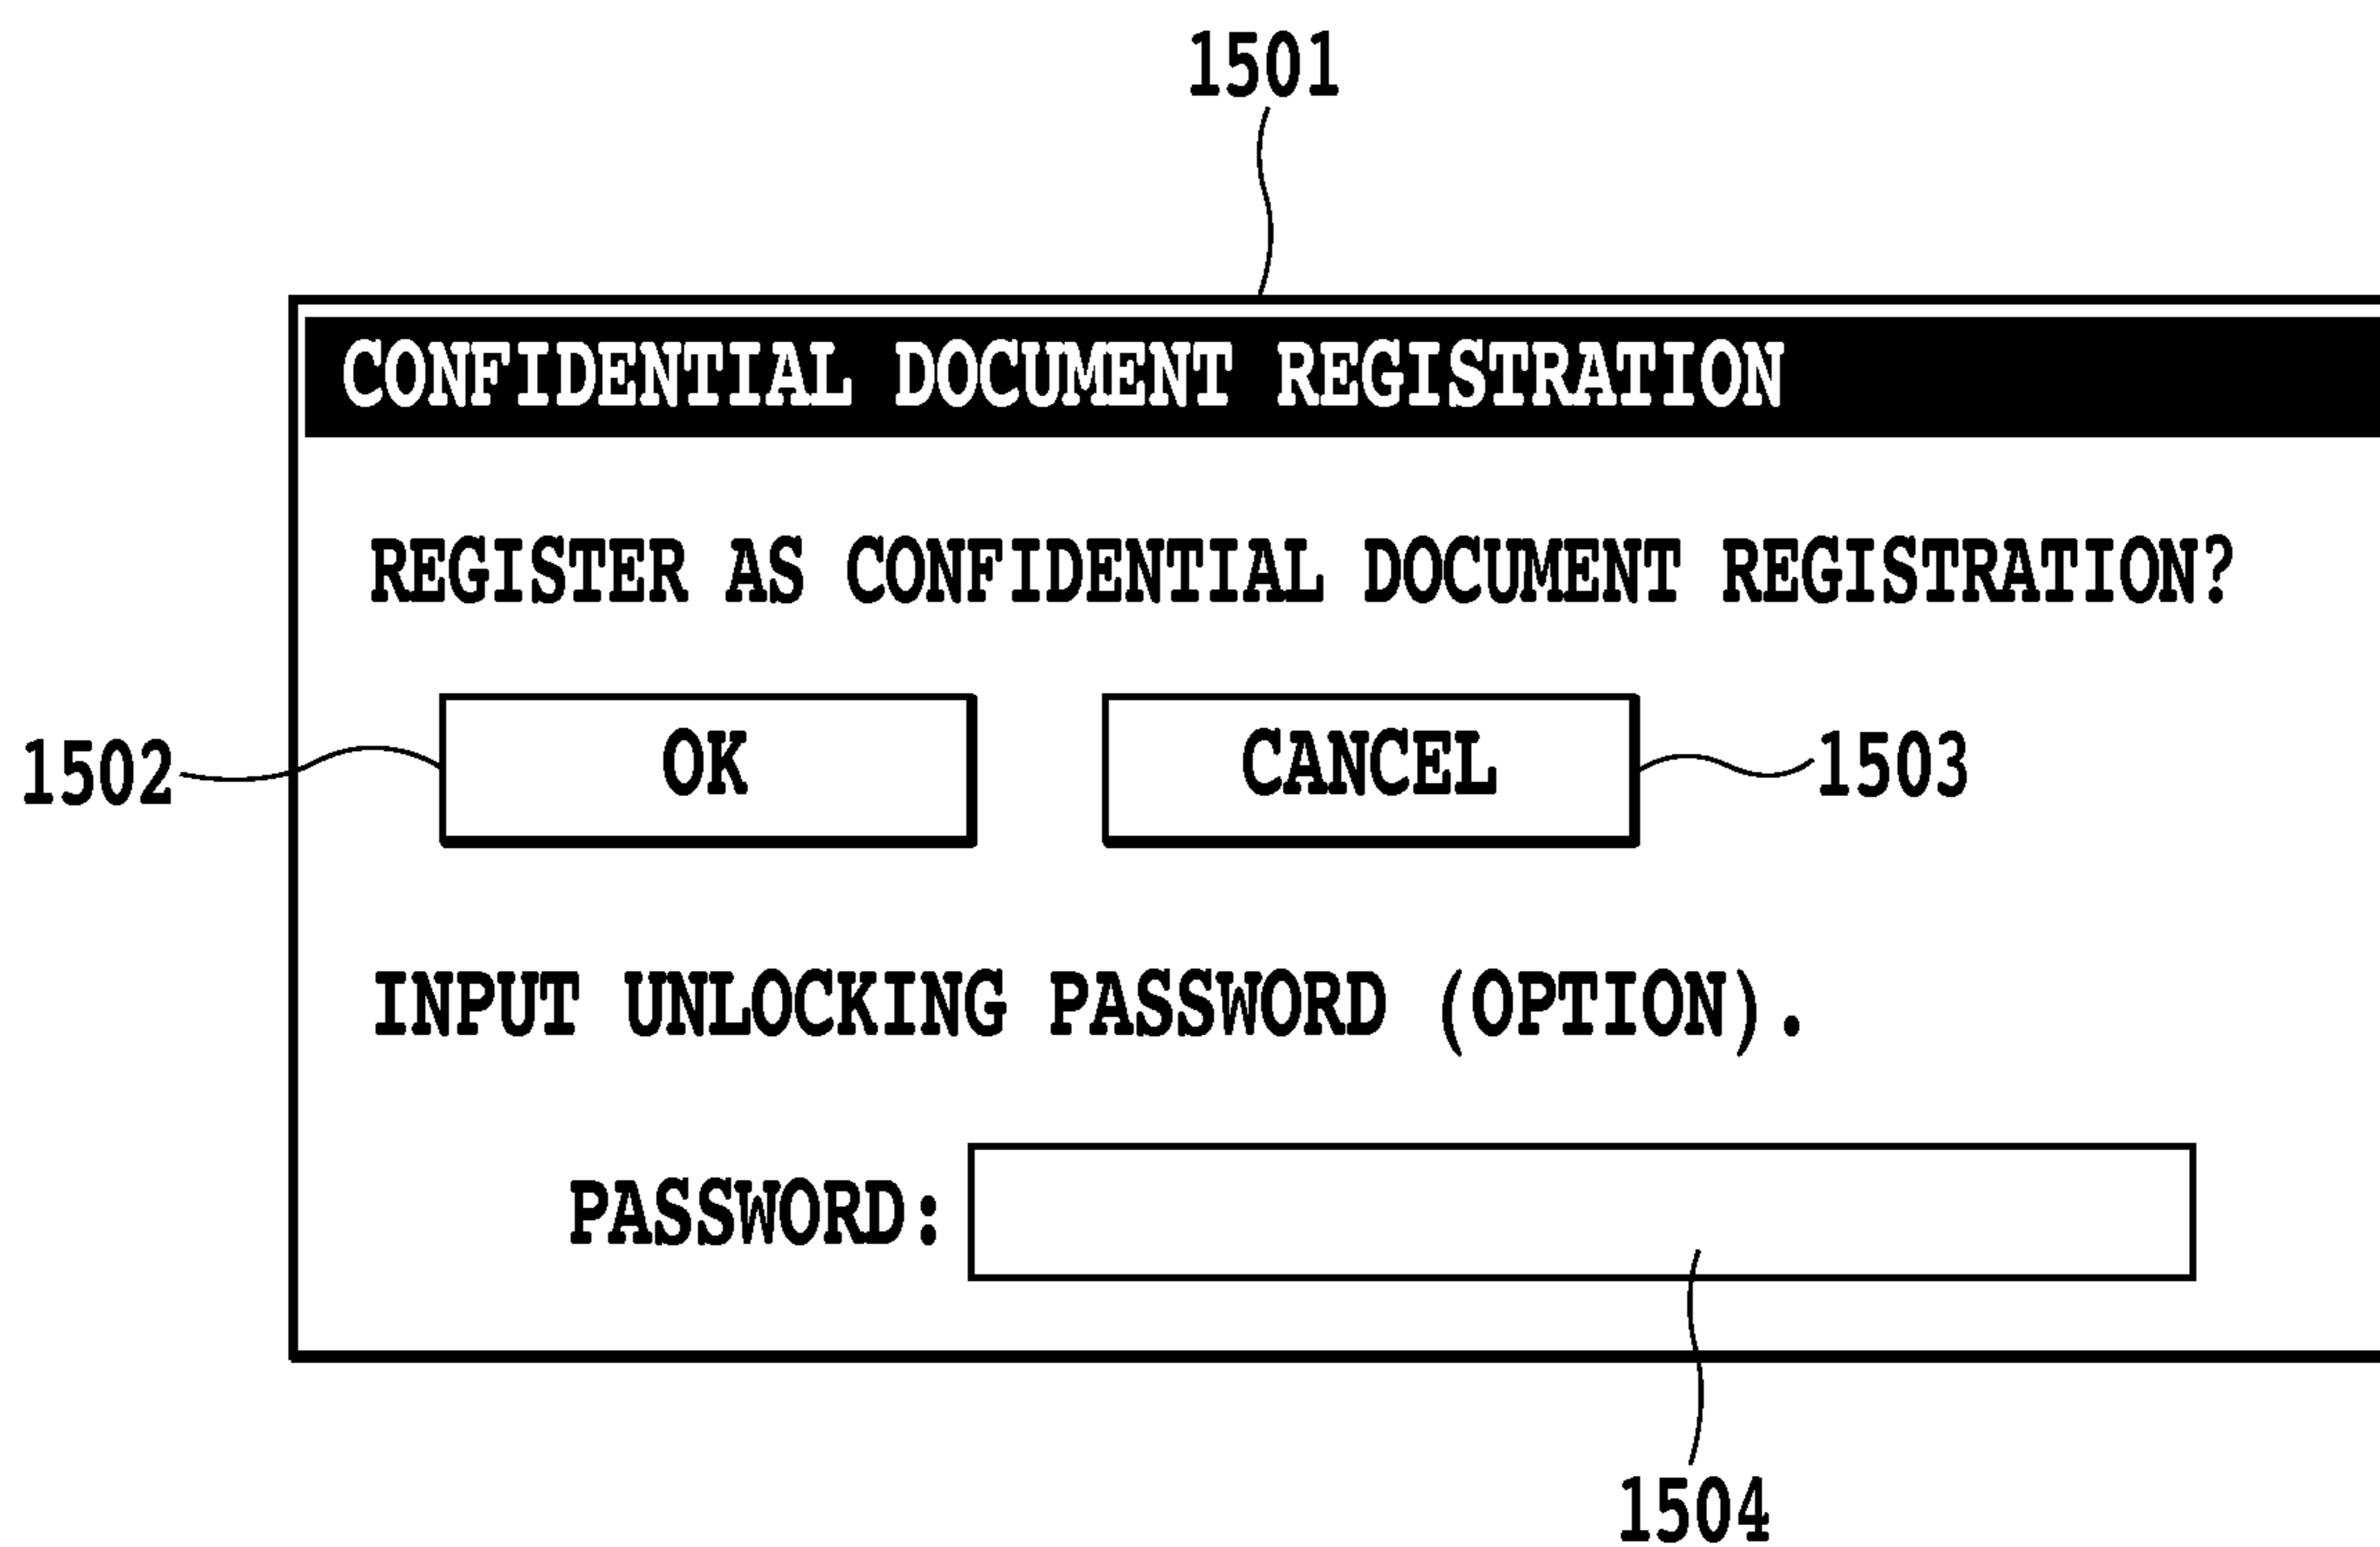 1501
CONFIDENTIAL DOCUMENT REGISTRATION
REGISTER AS CONFIDENTIAL DOCUMENT REGISTRATION?
1502 OK CANCEL 1503
INPUT UNLOCKING PASSWORD (OPTION).
PASSWORD:
1504